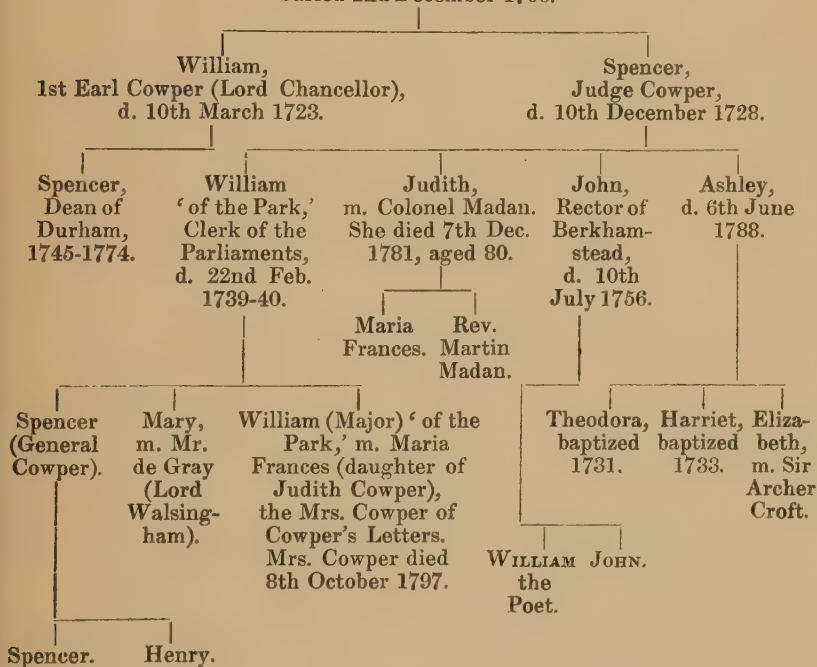 William,
1st Earl Cowper (Lord Chancellor),
d. 10th March 1723.
Spencer,
Judge Cowper,
d. 10th December 1728.
Spencer,
Dean of
Durham,
1745-1774.
William
‘ of the Park,’
Clerk of the
Parliaments,
d. 22nd Feb.
1739-40.
Judith,
m. Colonel Madan.
She died 7th Dec.
1781, aged 80.
John,
Rector of
Berkham-
stead,
d. 10th
July 1756.
Ashley,
d. 6th June
1788.
Maria
Frances.
Rev.
Martin
Madan.
Spencer
(General
Cowper).
Mary,
m. Mr.
de Gray
(Lord
Walsing-
ham).
William (Major) ‘ of the
Park,’ m. Maria
Frances (daughter of
Judith Cowper),
the Mrs. Cowper of
Cowper's Letters.
Mrs. Cowper died
8th October 1797.
Theodora,
baptized
1731.
Harriet,
baptized
1733.
Eliza-
beth,
m. Sir
Archer
Croft.
WILLIAM
the
Poet.
JOHN.
Spencer.
Henry.